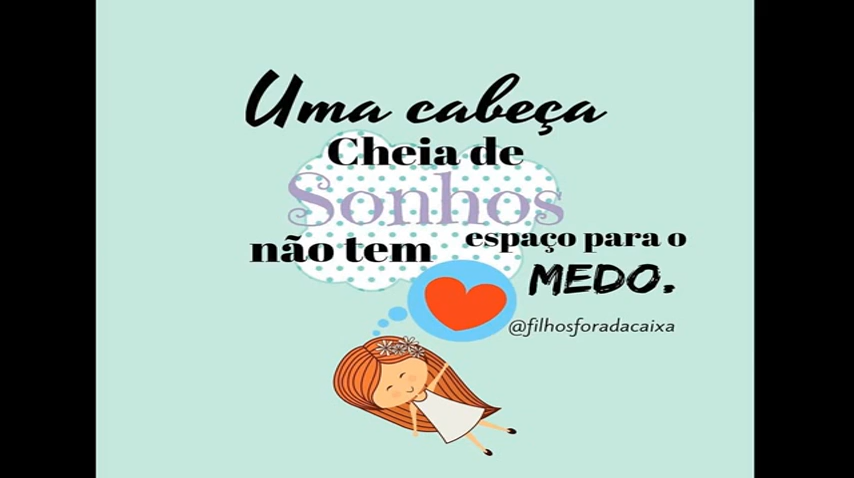 Uma cabeça
Cheia de
Sonhos
não tem espaço para o
MEDO.
@filhosforadacaixa